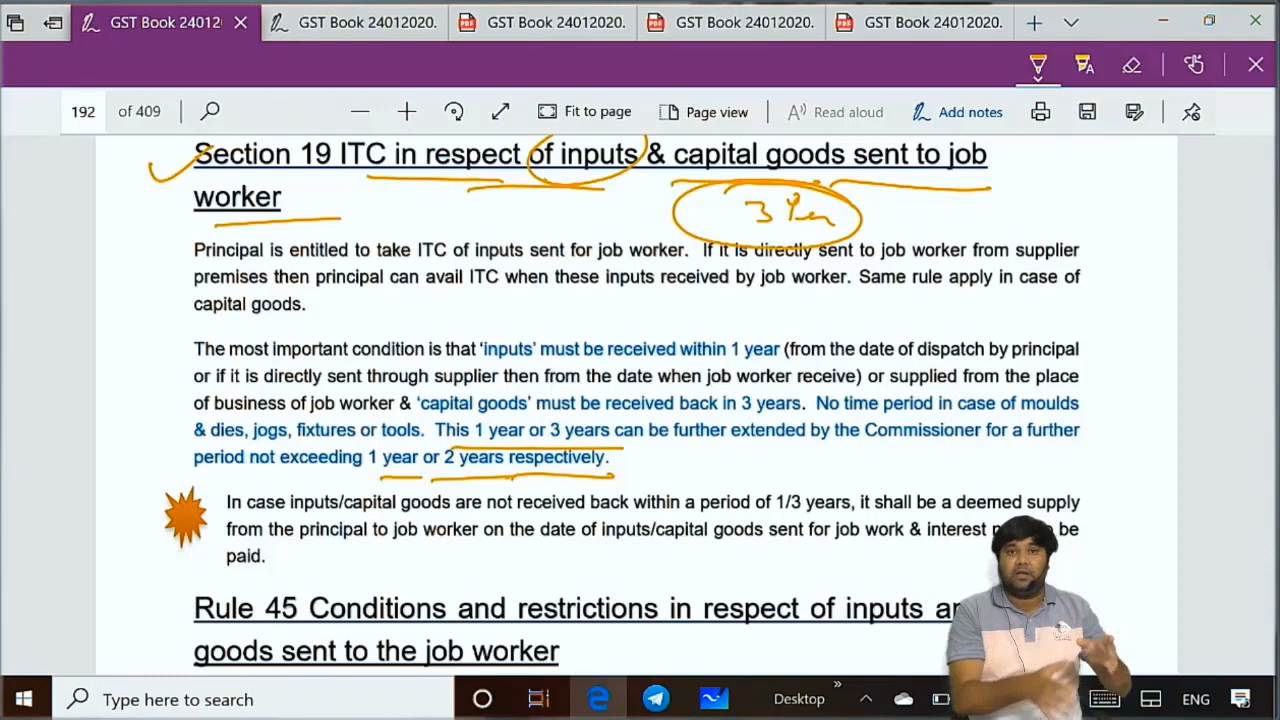 GST Book 24012
GST Book 24012020.
GST Book 24012020.
GST Book 24012020.
GST Book 24012020.
192 of 409
Fit to page
Page view
Read aloud
Add notes
Section 19 ITC in respect of inputs & capital goods sent to job
worker
3 Year
Principal is entitled to take ITC of inputs sent for job worker. If it is directly sent to job worker from supplier
premises then principal can avail ITC when these inputs received by job worker. Same rule apply in case of
capital goods.
The most important condition is that ‘inputs’ must be received within 1 year (from the date of dispatch by principal
or if it is directly sent through supplier then from the date when job worker receive) or supplied from the place
of business of job worker & ‘capital goods’ must be received back in 3 years. No time period in case of moulds
& dies, jogs, fixtures or tools. This 1 year or 3 years can be further extended by the Commissioner for a further
period not exceeding 1 year or 2 years respectively.
In case inputs/capital goods are not received back within a period of 1/3 years, it shall be a deemed supply
from the principal to job worker on the date of inputs/capital goods sent for job work & interest be
paid.
Rule 45 Conditions and restrictions in respect of inputs
goods sent to the job worker
Type here to search
Desktop
ENG